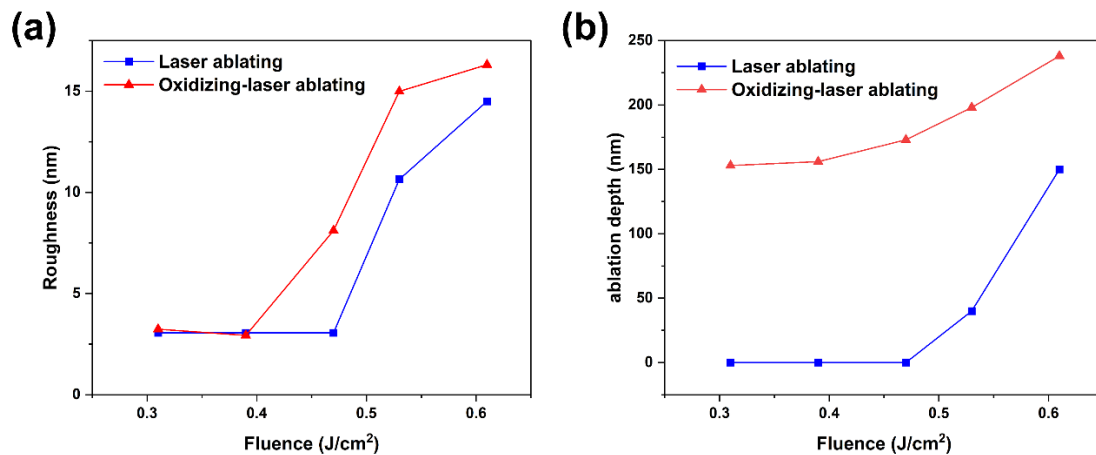 (a)
Laser ablating
Oxidizing-laser ablating
15
10
5
0
Roughness (nm)
0.3 0.4 0.5 0.6
Fluence (J/cm²)
(b)
250
Laser ablating
Oxidizing-laser ablating
200
150
100
50
0
ablation depth (nm)
0.3 0.4 0.5 0.6
Fluence (J/cm²)